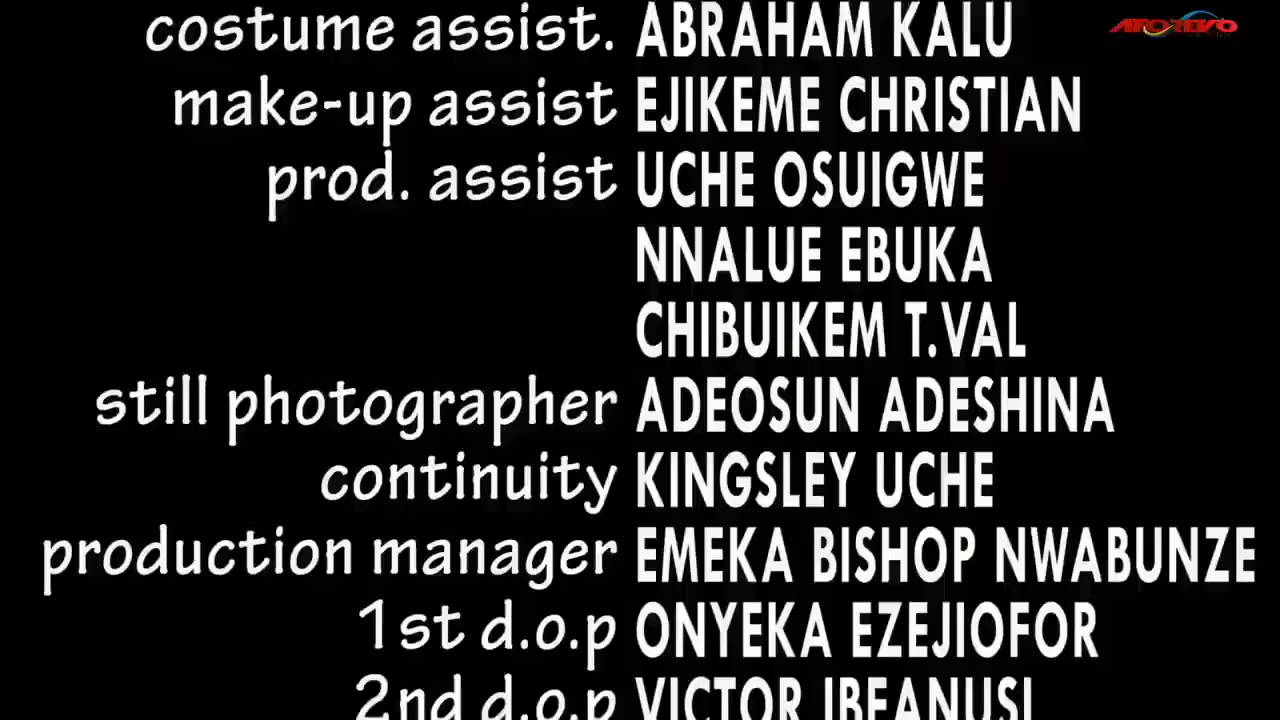 AFOREVO
costume assist. ABRAHAM KALU
make-up assist EJIKEME CHRISTIAN
prod. assist UCHE OSUIGWE
NNALUE EBUKA
CHIBUIKEM T.VAL
still photographer ADEOSUN ADESHINA
continuity KINGSLEY UCHE
production manager EMEKA BISHOP NWABUNZE
1st d.o.p ONYEKA EZEJIOFOR
2nd d.o.p VICTOR IBEANUSI